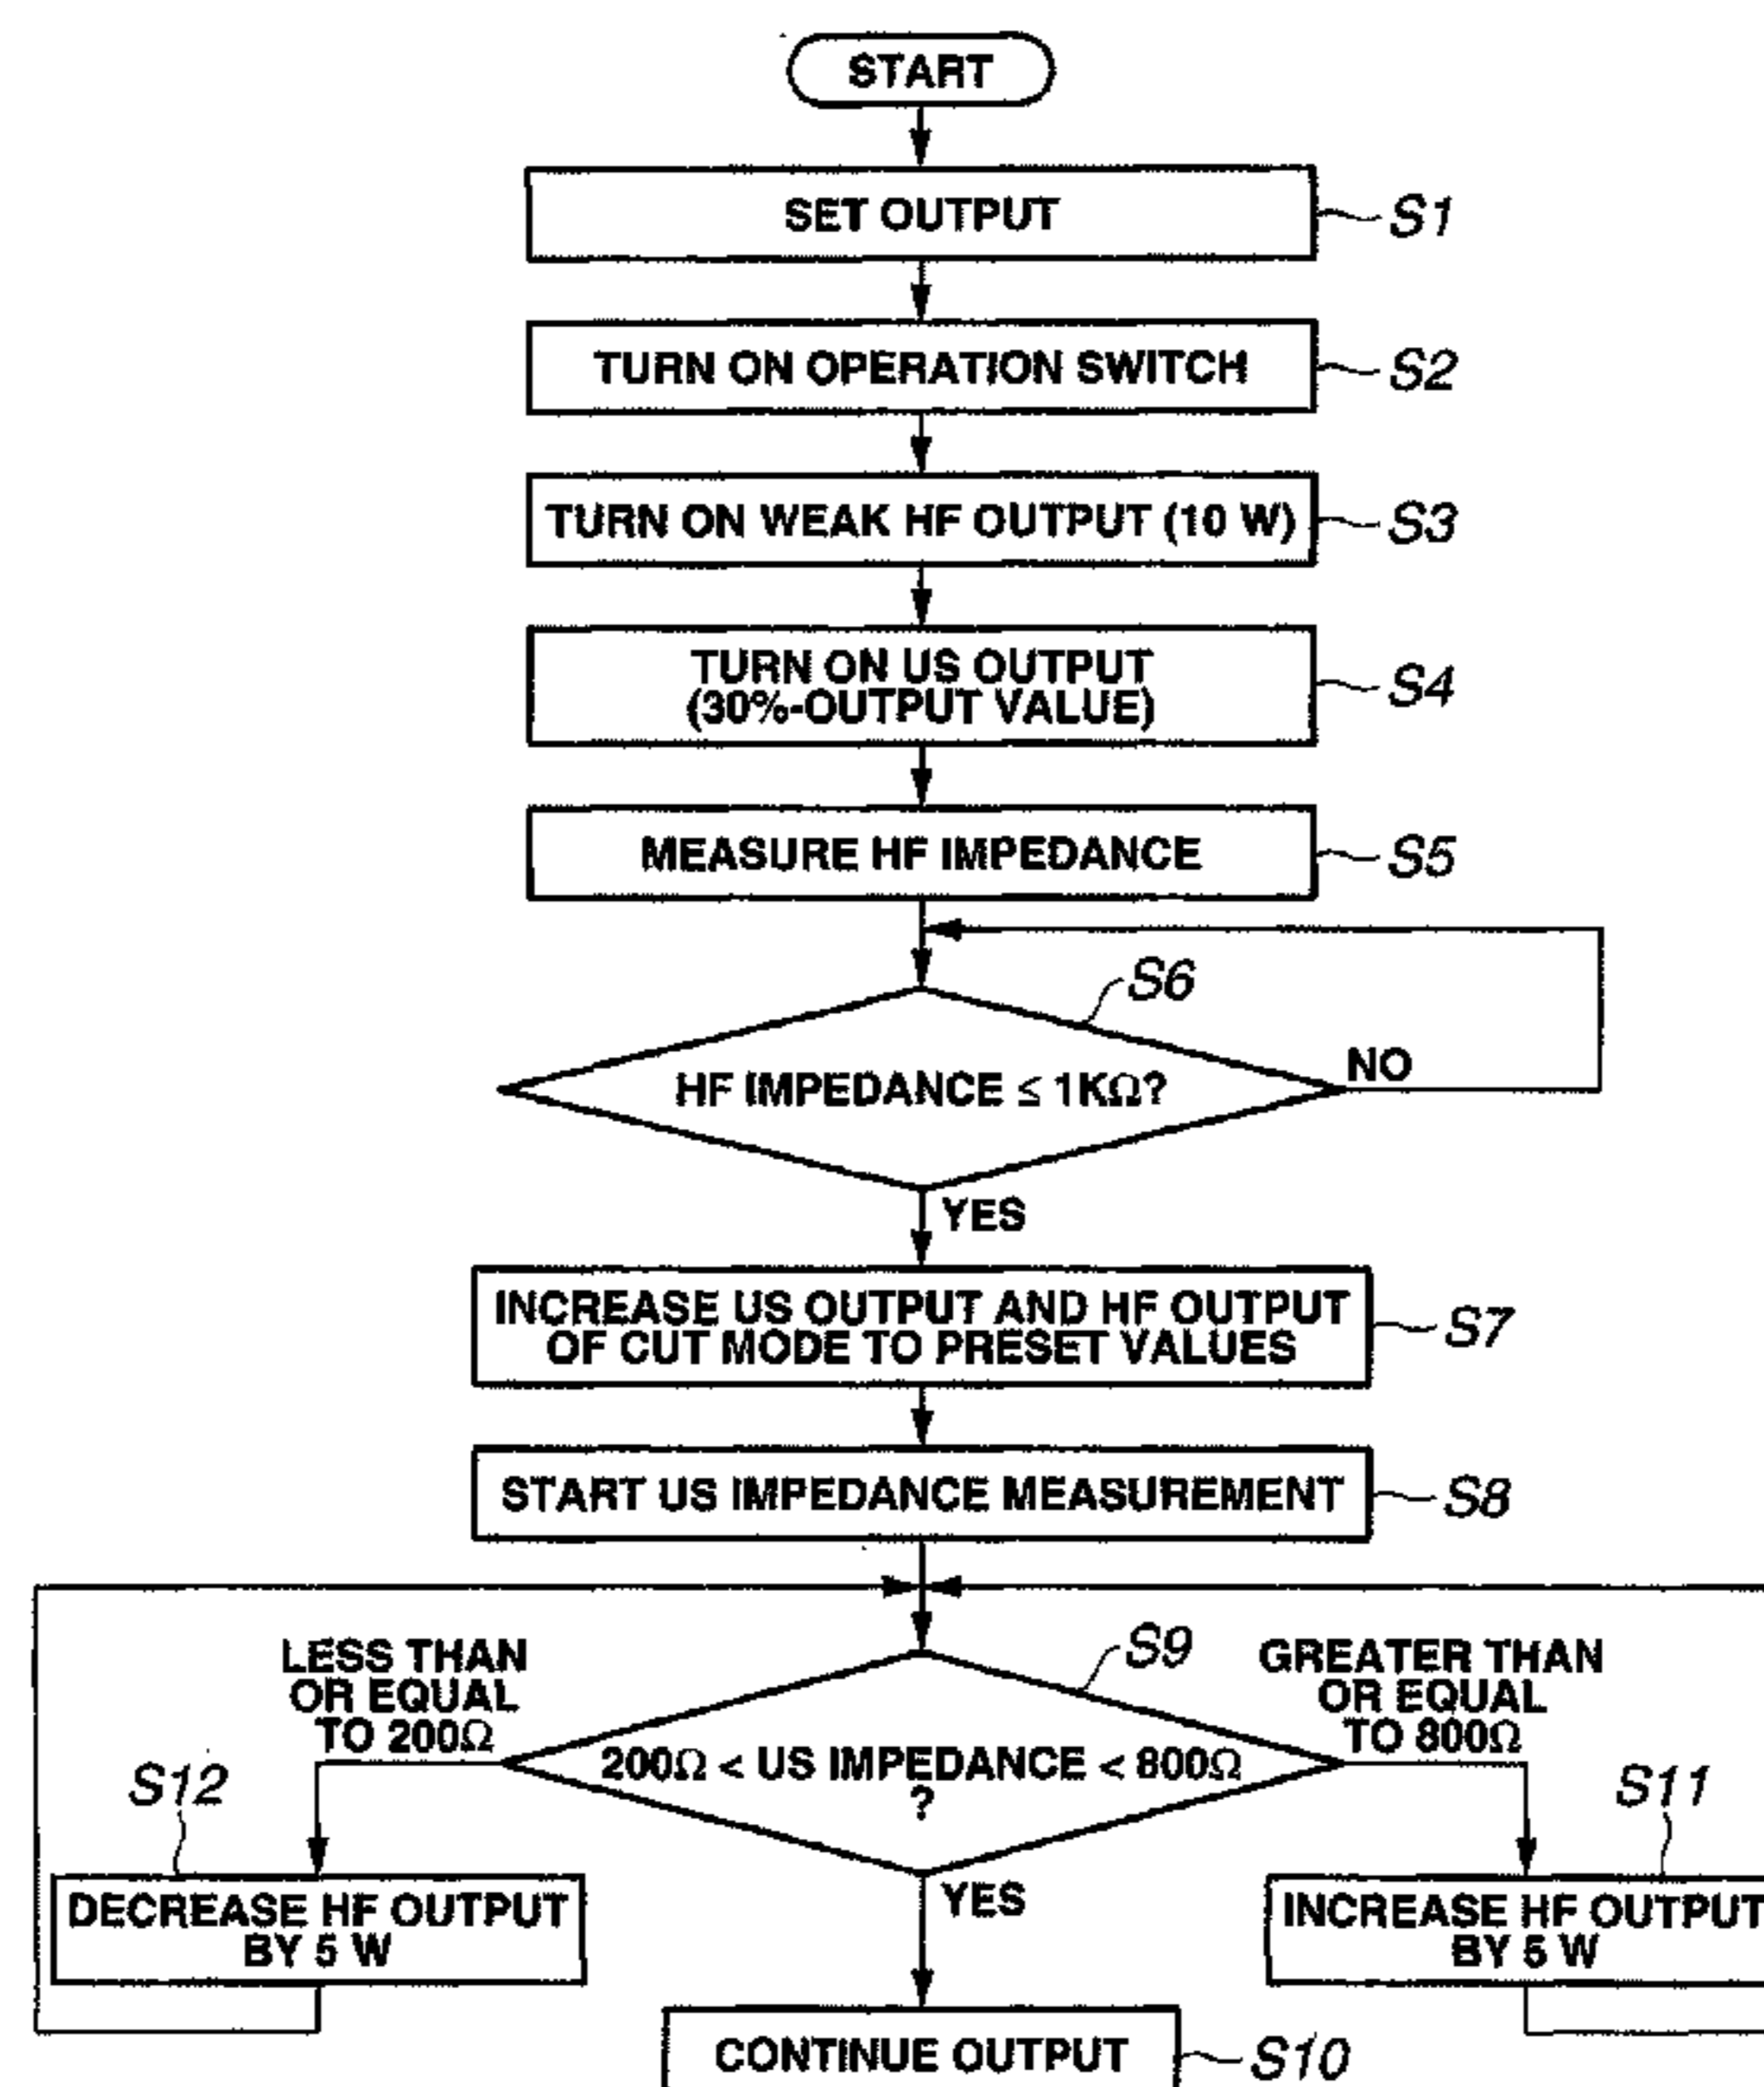 START
SET OUTPUT
S1
TURN ON OPERATION SWITCH
S2
TURN ON WEAK HF OUTPUT (10 W)
S3
TURN ON US OUTPUT
(30%-OUTPUT VALUE)
S4
MEASURE HF IMPEDANCE
S5
S6
HF IMPEDANCE ≤ 1KΩ?
NO
YES
INCREASE US OUTPUT AND HF OUTPUT
OF CUT MODE TO PRESET VALUES
S7
START US IMPEDANCE MEASUREMENT
S8
S9
LESS THAN
OR EQUAL
TO 200Ω
GREATER THAN
OR EQUAL
TO 800Ω
200Ω < US IMPEDANCE < 800Ω
?
S12
S11
DECREASE HF OUTPUT
BY 5 W
YES
INCREASE HF OUTPUT
BY 5 W
CONTINUE OUTPUT
S10